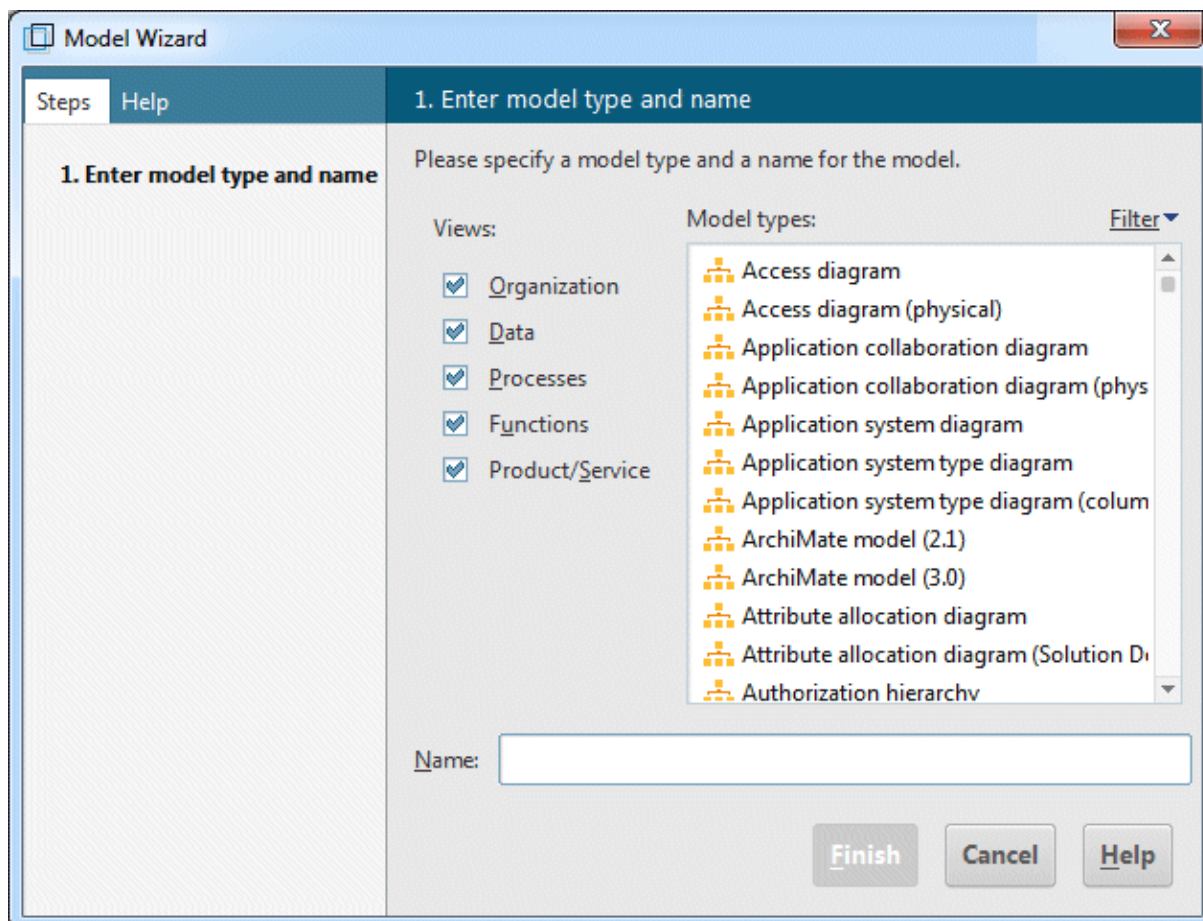 Model Wizard
Steps
Help
1. Enter model type and name
1. Enter model type and name
Please specify a model type and a name for the model.
Views:
Organization
Data
Processes
Functions
Product/Service
Model types:
Filter
Access diagram
Access diagram (physical)
Application collaboration diagram
Application collaboration diagram (phys
Application system diagram
Application system type diagram
Application system type diagram (colum
ArchiMate model (2.1)
ArchiMate model (3.0)
Attribute allocation diagram
Attribute allocation diagram (Solution D
Authorization hierarchy
Name:
Finish
Cancel
Help